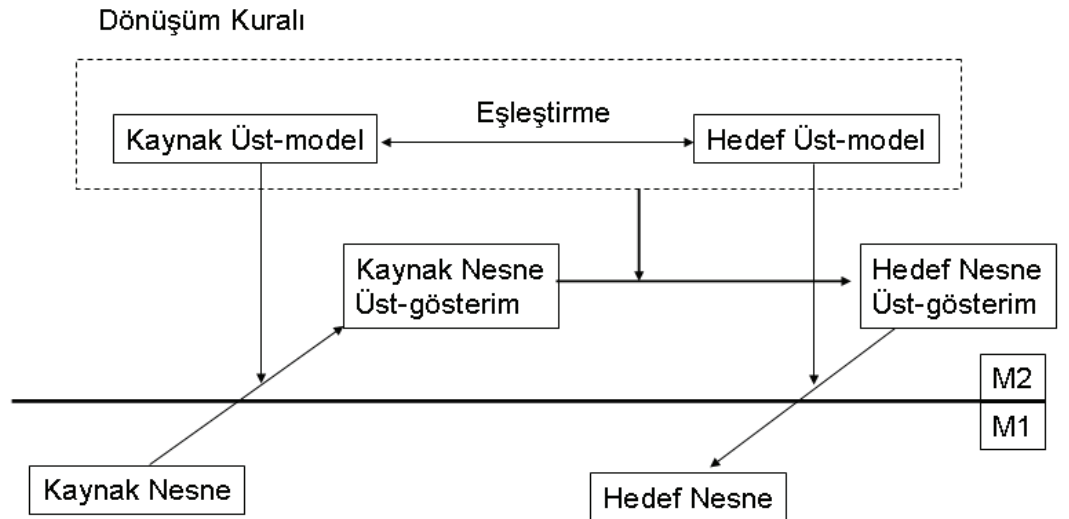 Dönüşüm Kuralı
Eşleştirme
Kaynak Üst-model
Hedef Üst-model
Kaynak Nesne
Üst-gösterim
Hedef Nesne
Üst-gösterim
M2
M1
Kaynak Nesne
Hedef Nesne